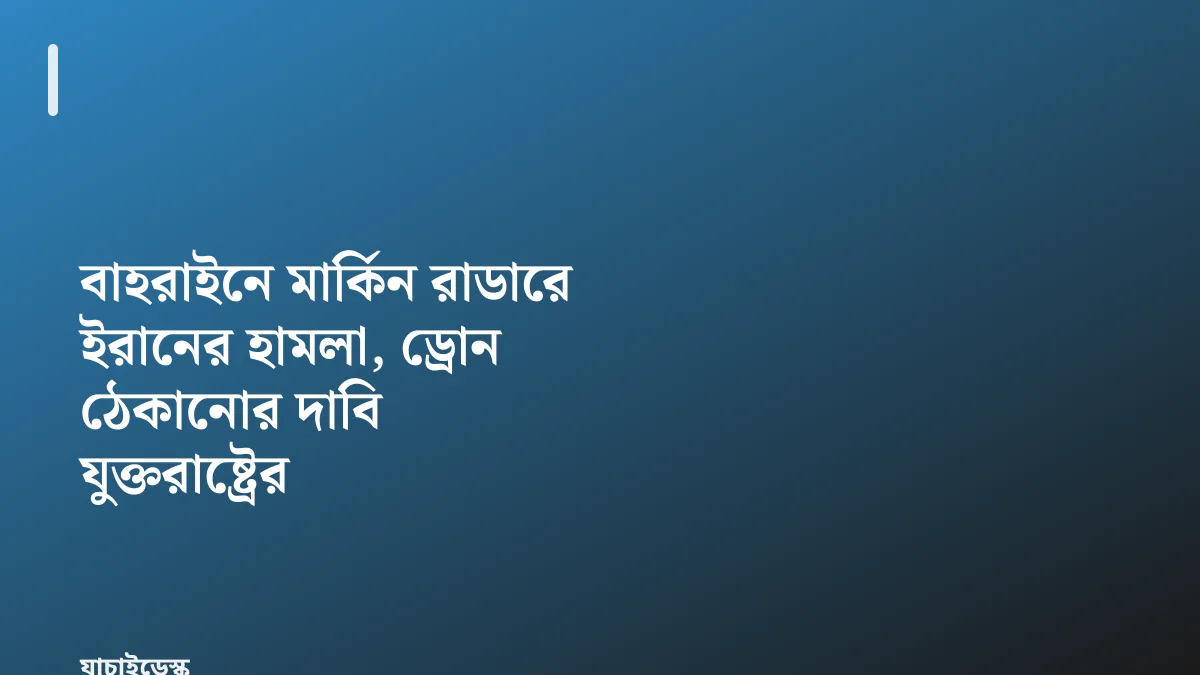 বাহরাইনে মার্কিন রাডারে
ইরানের হামলা, ড্রোন
ঠেকানোর দাবি
যুক্তরাষ্ট্রের
যাচাইডেস্ক